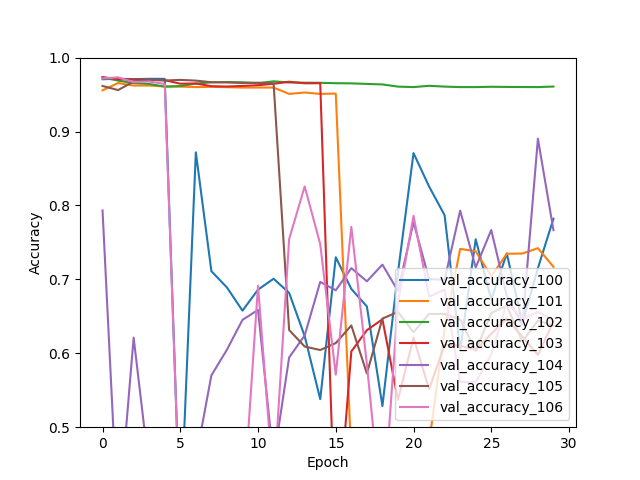 1.0
0.9
0.8
0.7
0.6
0.5
Accuracy
0
5
10
15
20
25
30
Epoch
val_accuracy_100
val_accuracy_101
val_accuracy_102
val_accuracy_103
val_accuracy_104
val_accuracy_105
val_accuracy_106